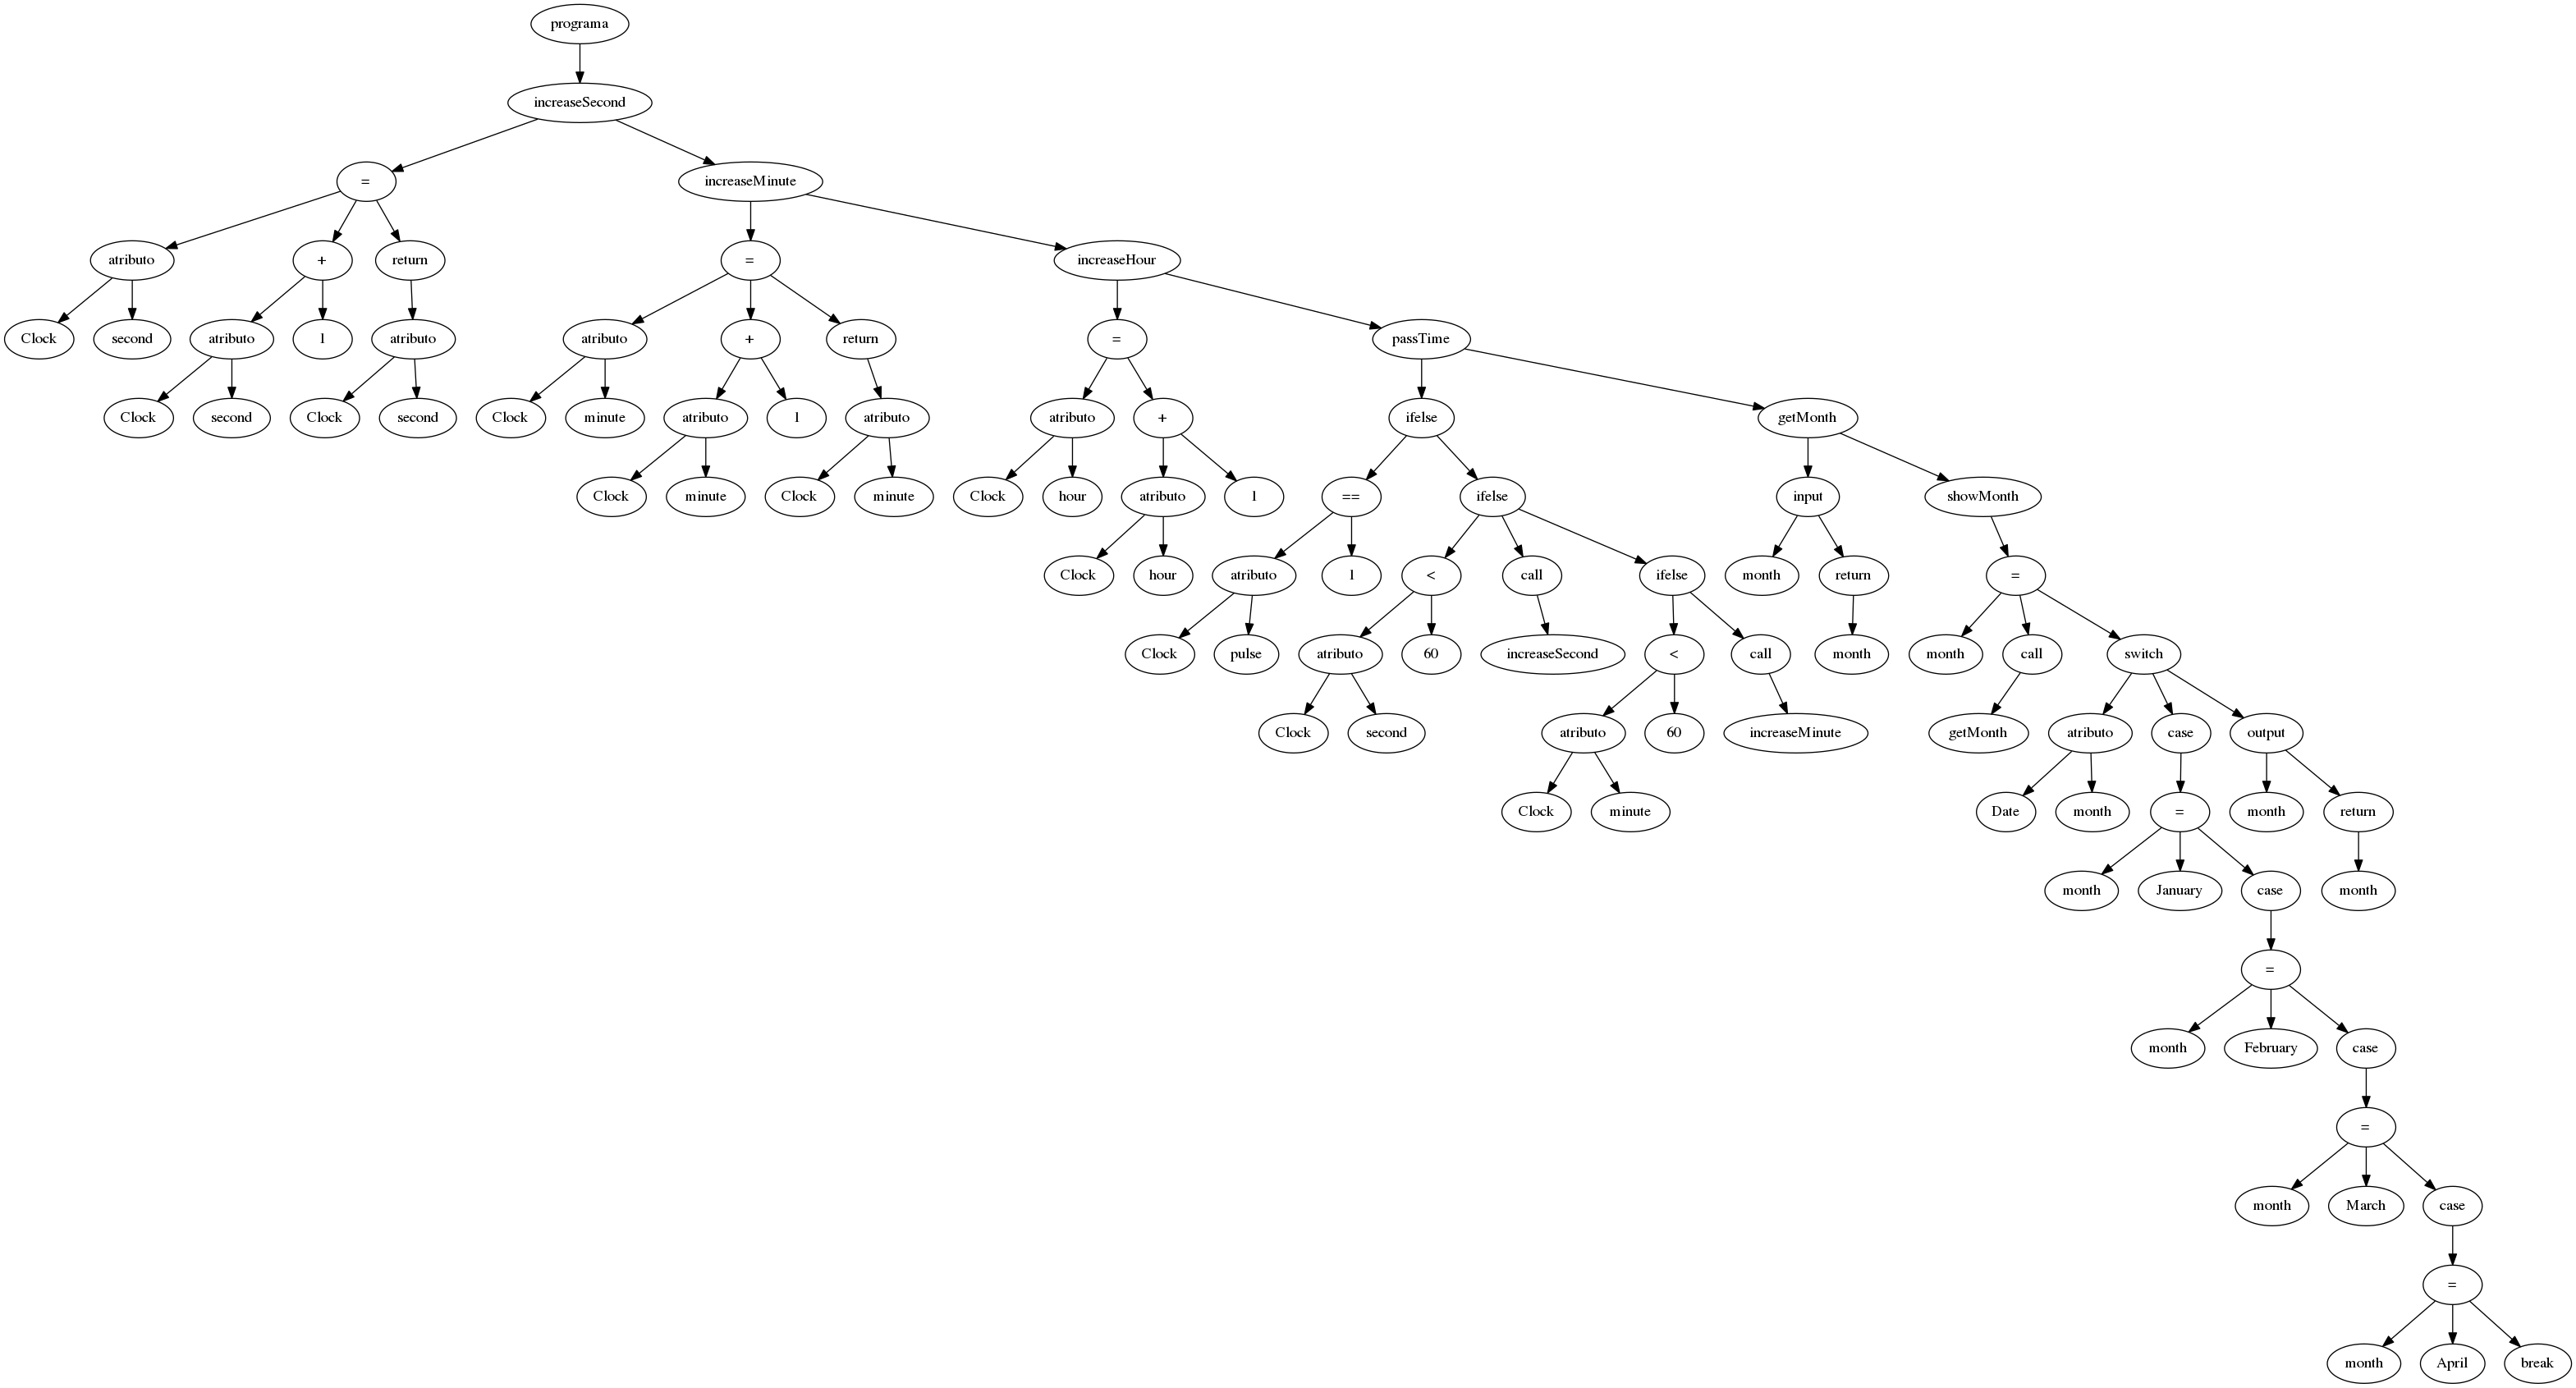 programa
increaseSecond
= increaseMinute
atributo + return = increaseHour
Clock second atributo 1 atributo atributo + return = passTime
Clock second Clock second Clock minute atributo 1 atributo atributo + ifelse getMonth
Clock minute Clock minute Clock hour atributo 1 == ifelse input showMonth
Clock hour atributo 1 < call ifelse month return =
Clock pulse atributo 60 increaseSecond < call month month call switch
Clock second atributo 60 increaseMinute getMonth atributo case output
Clock minute Date month = month return
month January case month
=
month February case
=
month March case
=
month April break